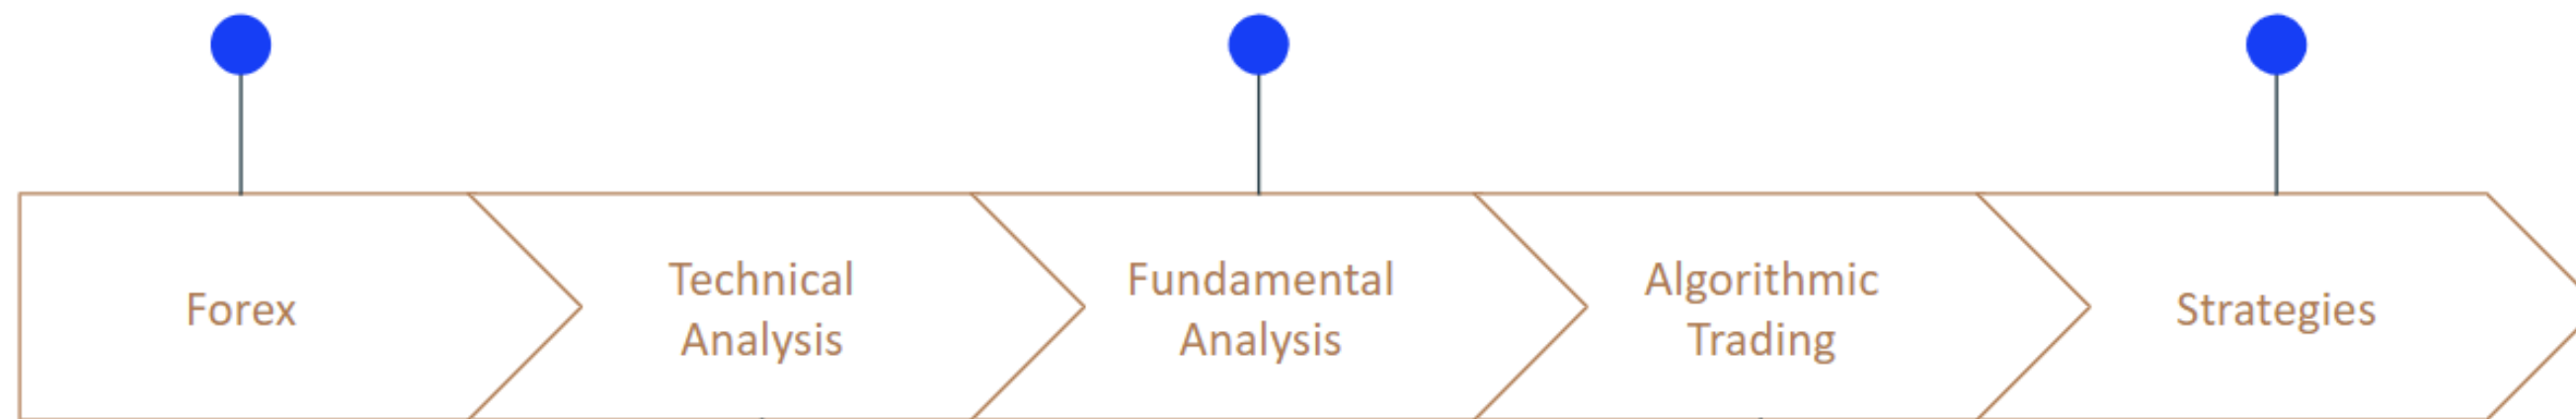 Forex
Technical
Analysis
Fundamental
Analysis
Algorithmic
Trading
Strategies